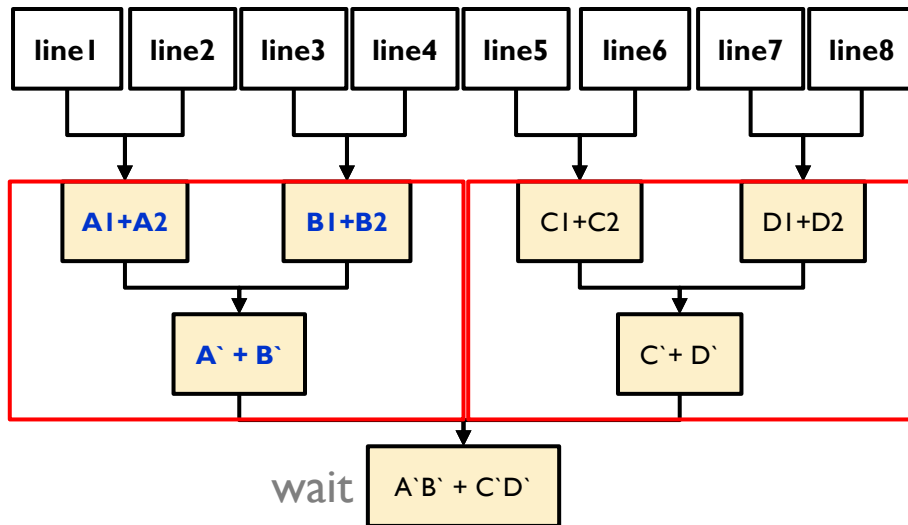 line1 line2 line3 line4 line5 line6 line7 line8
A1+A2 B1+B2 C1+C2 D1+D2
A` + B` C`+ D`
wait A`B` + C`D`